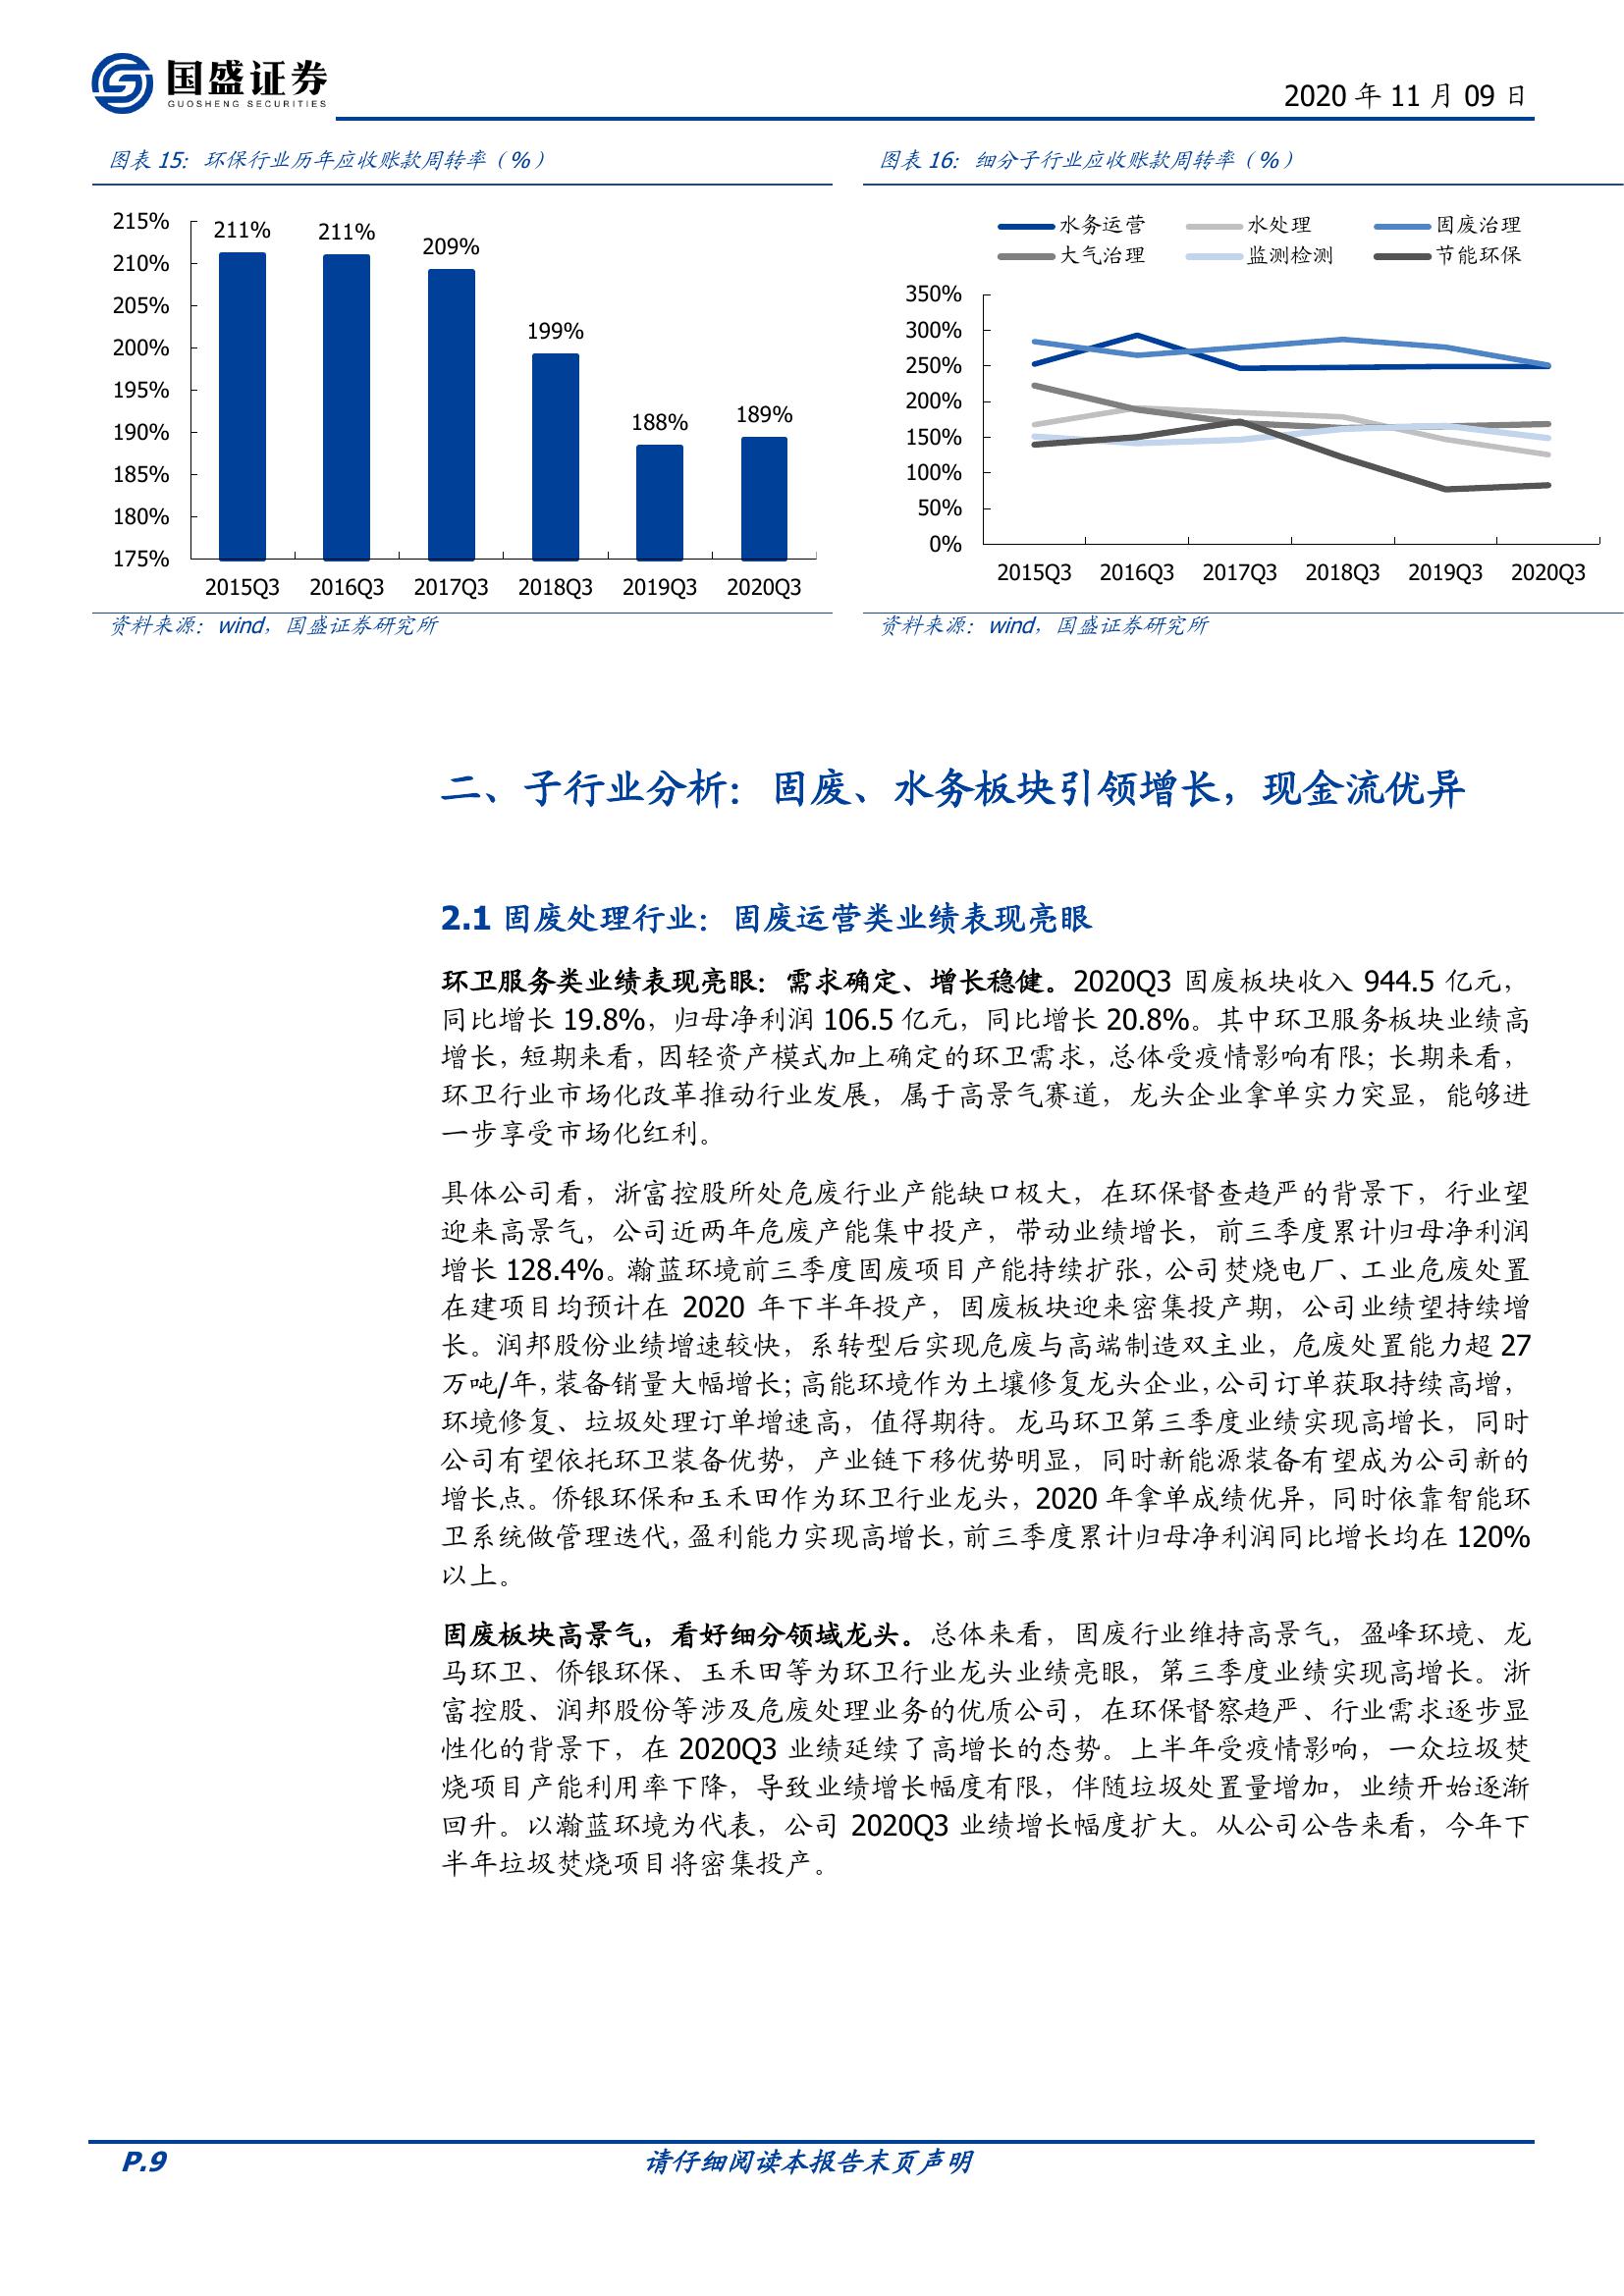 国盛证券
GUOSHENG SECURITIES
2020 年 11 月 09 日
图表 15：环保行业历年应收账款周转率（%）
215%
210%
205%
200%
195%
190%
185%
180%
175%
211%
211%
209%
199%
188%
189%
2015Q3 2016Q3 2017Q3 2018Q3 2019Q3 2020Q3
资料来源：wind，国盛证券研究所
图表 16：细分子行业应收账款周转率（%）
水务运营 水处理 固废治理
大气治理 监测检测 节能环保
350%
300%
250%
200%
150%
100%
50%
0%
2015Q3 2016Q3 2017Q3 2018Q3 2019Q3 2020Q3
资料来源：wind，国盛证券研究所
二、子行业分析：固废、水务板块引领增长，现金流优异
2.1 固废处理行业：固废运营类业绩表现亮眼
环卫服务类业绩表现亮眼：需求确定、增长稳健。2020Q3 固废板块收入 944.5 亿元，
同比增长 19.8%，归母净利润 106.5 亿元，同比增长 20.8%。其中环卫服务板块业绩高
增长，短期来看，因轻资产模式加上确定的环卫需求，总体受疫情影响有限；长期来看，
环卫行业市场化改革推动行业发展，属于高景气赛道，龙头企业拿单实力突显，能够进
一步享受市场化红利。
具体公司看，浙富控股所处危废行业产能缺口极大，在环保督查趋严的背景下，行业望
迎来高景气，公司近两年危废产能集中投产，带动业绩增长，前三季度累计归母净利润
增长 128.4%。瀚蓝环境前三季度固废项目产能持续扩张，公司焚烧电厂、工业危废处置
在建项目均预计在 2020 年下半年投产，固废板块迎来密集投产期，公司业绩望持续增
长。润邦股份业绩增速较快，系转型后实现危废与高端制造双主业，危废处置能力超 27
万吨/年，装备销量大幅增长；高能环境作为土壤修复龙头企业，公司订单获取持续高增，
环境修复、垃圾处理订单增速高，值得期待。龙马环卫第三季度业绩实现高增长，同时
公司有望依托环卫装备优势，产业链下移优势明显，同时新能源装备有望成为公司新的
增长点。侨银环保和玉禾田作为环卫行业龙头，2020 年拿单成绩优异，同时依靠智能环
卫系统做管理迭代，盈利能力实现高增长，前三季度累计归母净利润同比增长均在 120%
以上。
固废板块高景气，看好细分领域龙头。总体来看，固废行业维持高景气，盈峰环境、龙
马环卫、侨银环保、玉禾田等为环卫行业龙头业绩亮眼，第三季度业绩实现高增长。浙
富控股、润邦股份等涉及危废处理业务的优质公司，在环保督察趋严、行业需求逐步显
性化的背景下，在 2020Q3 业绩延续了高增长的态势。上半年受疫情影响，一众垃圾焚
烧项目产能利用率下降，导致业绩增长幅度有限，伴随垃圾处置量增加，业绩开始逐渐
回升。以瀚蓝环境为代表，公司 2020Q3 业绩增长幅度扩大。从公司公告来看，今年下
半年垃圾焚烧项目将密集投产。
P.9
请仔细阅读本报告末页声明